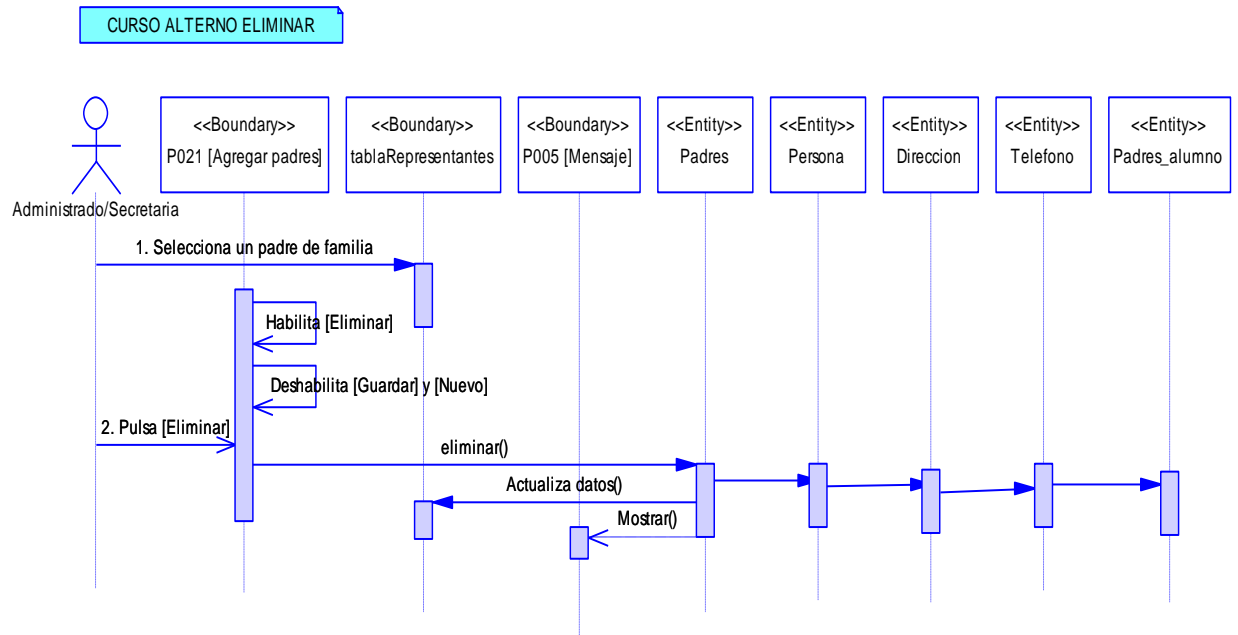 CURSO ALTERNO ELIMINAR
<<Boundary>>
P021 [Agregar padres]
<<Boundary>>
tablaRepresentantes
<<Boundary>>
P005 [Mensaje]
<<Entity>>
Padres
<<Entity>>
Persona
<<Entity>>
Direccion
<<Entity>>
Telefono
<<Entity>>
Padres_alumno
Administrado/Secretaria
1. Selecciona un padre de familia
Habilita [Eliminar]
Deshabilita [Guardar] y [Nuevo]
2. Pulsa [Eliminar]
eliminar()
Actualiza datos()
Mostrar()